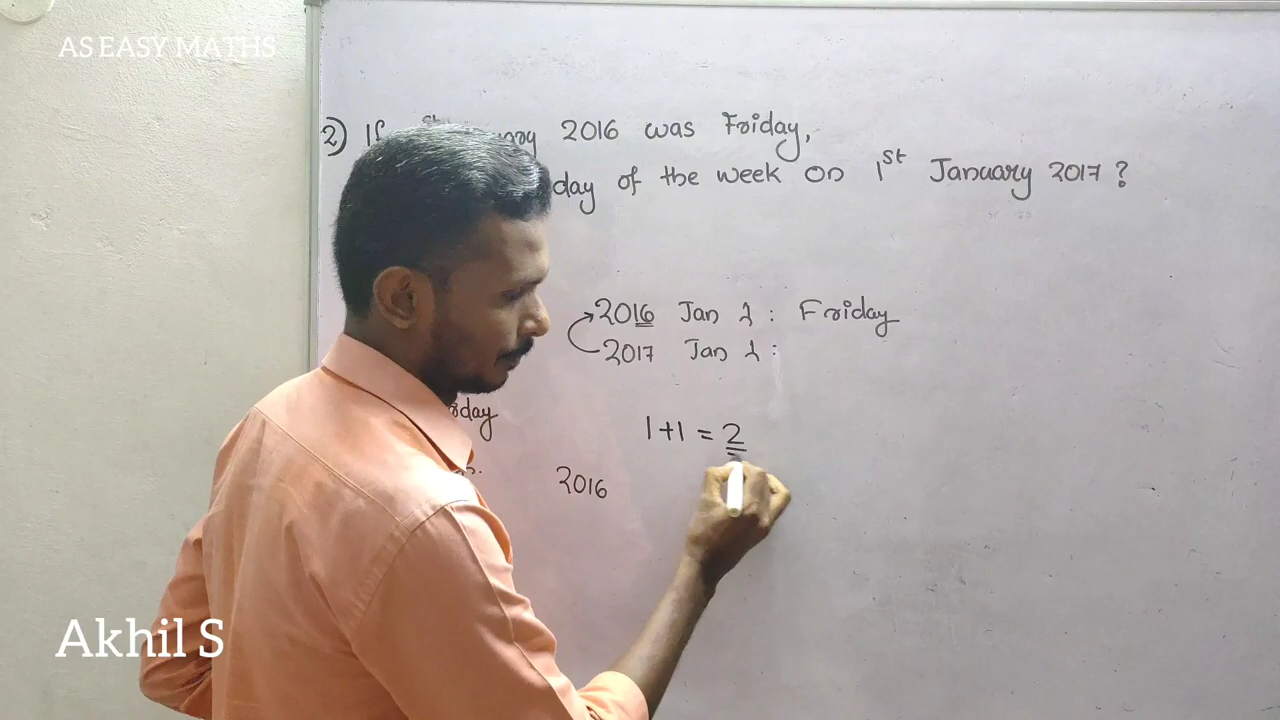 AS EASY MATHS
2) If 2016 was Friday,
day of the week on 1st January 2017 ?
2016 Jan 1 : Friday
2017 Jan 1 :
1+1 = 2
2016
Akhil S